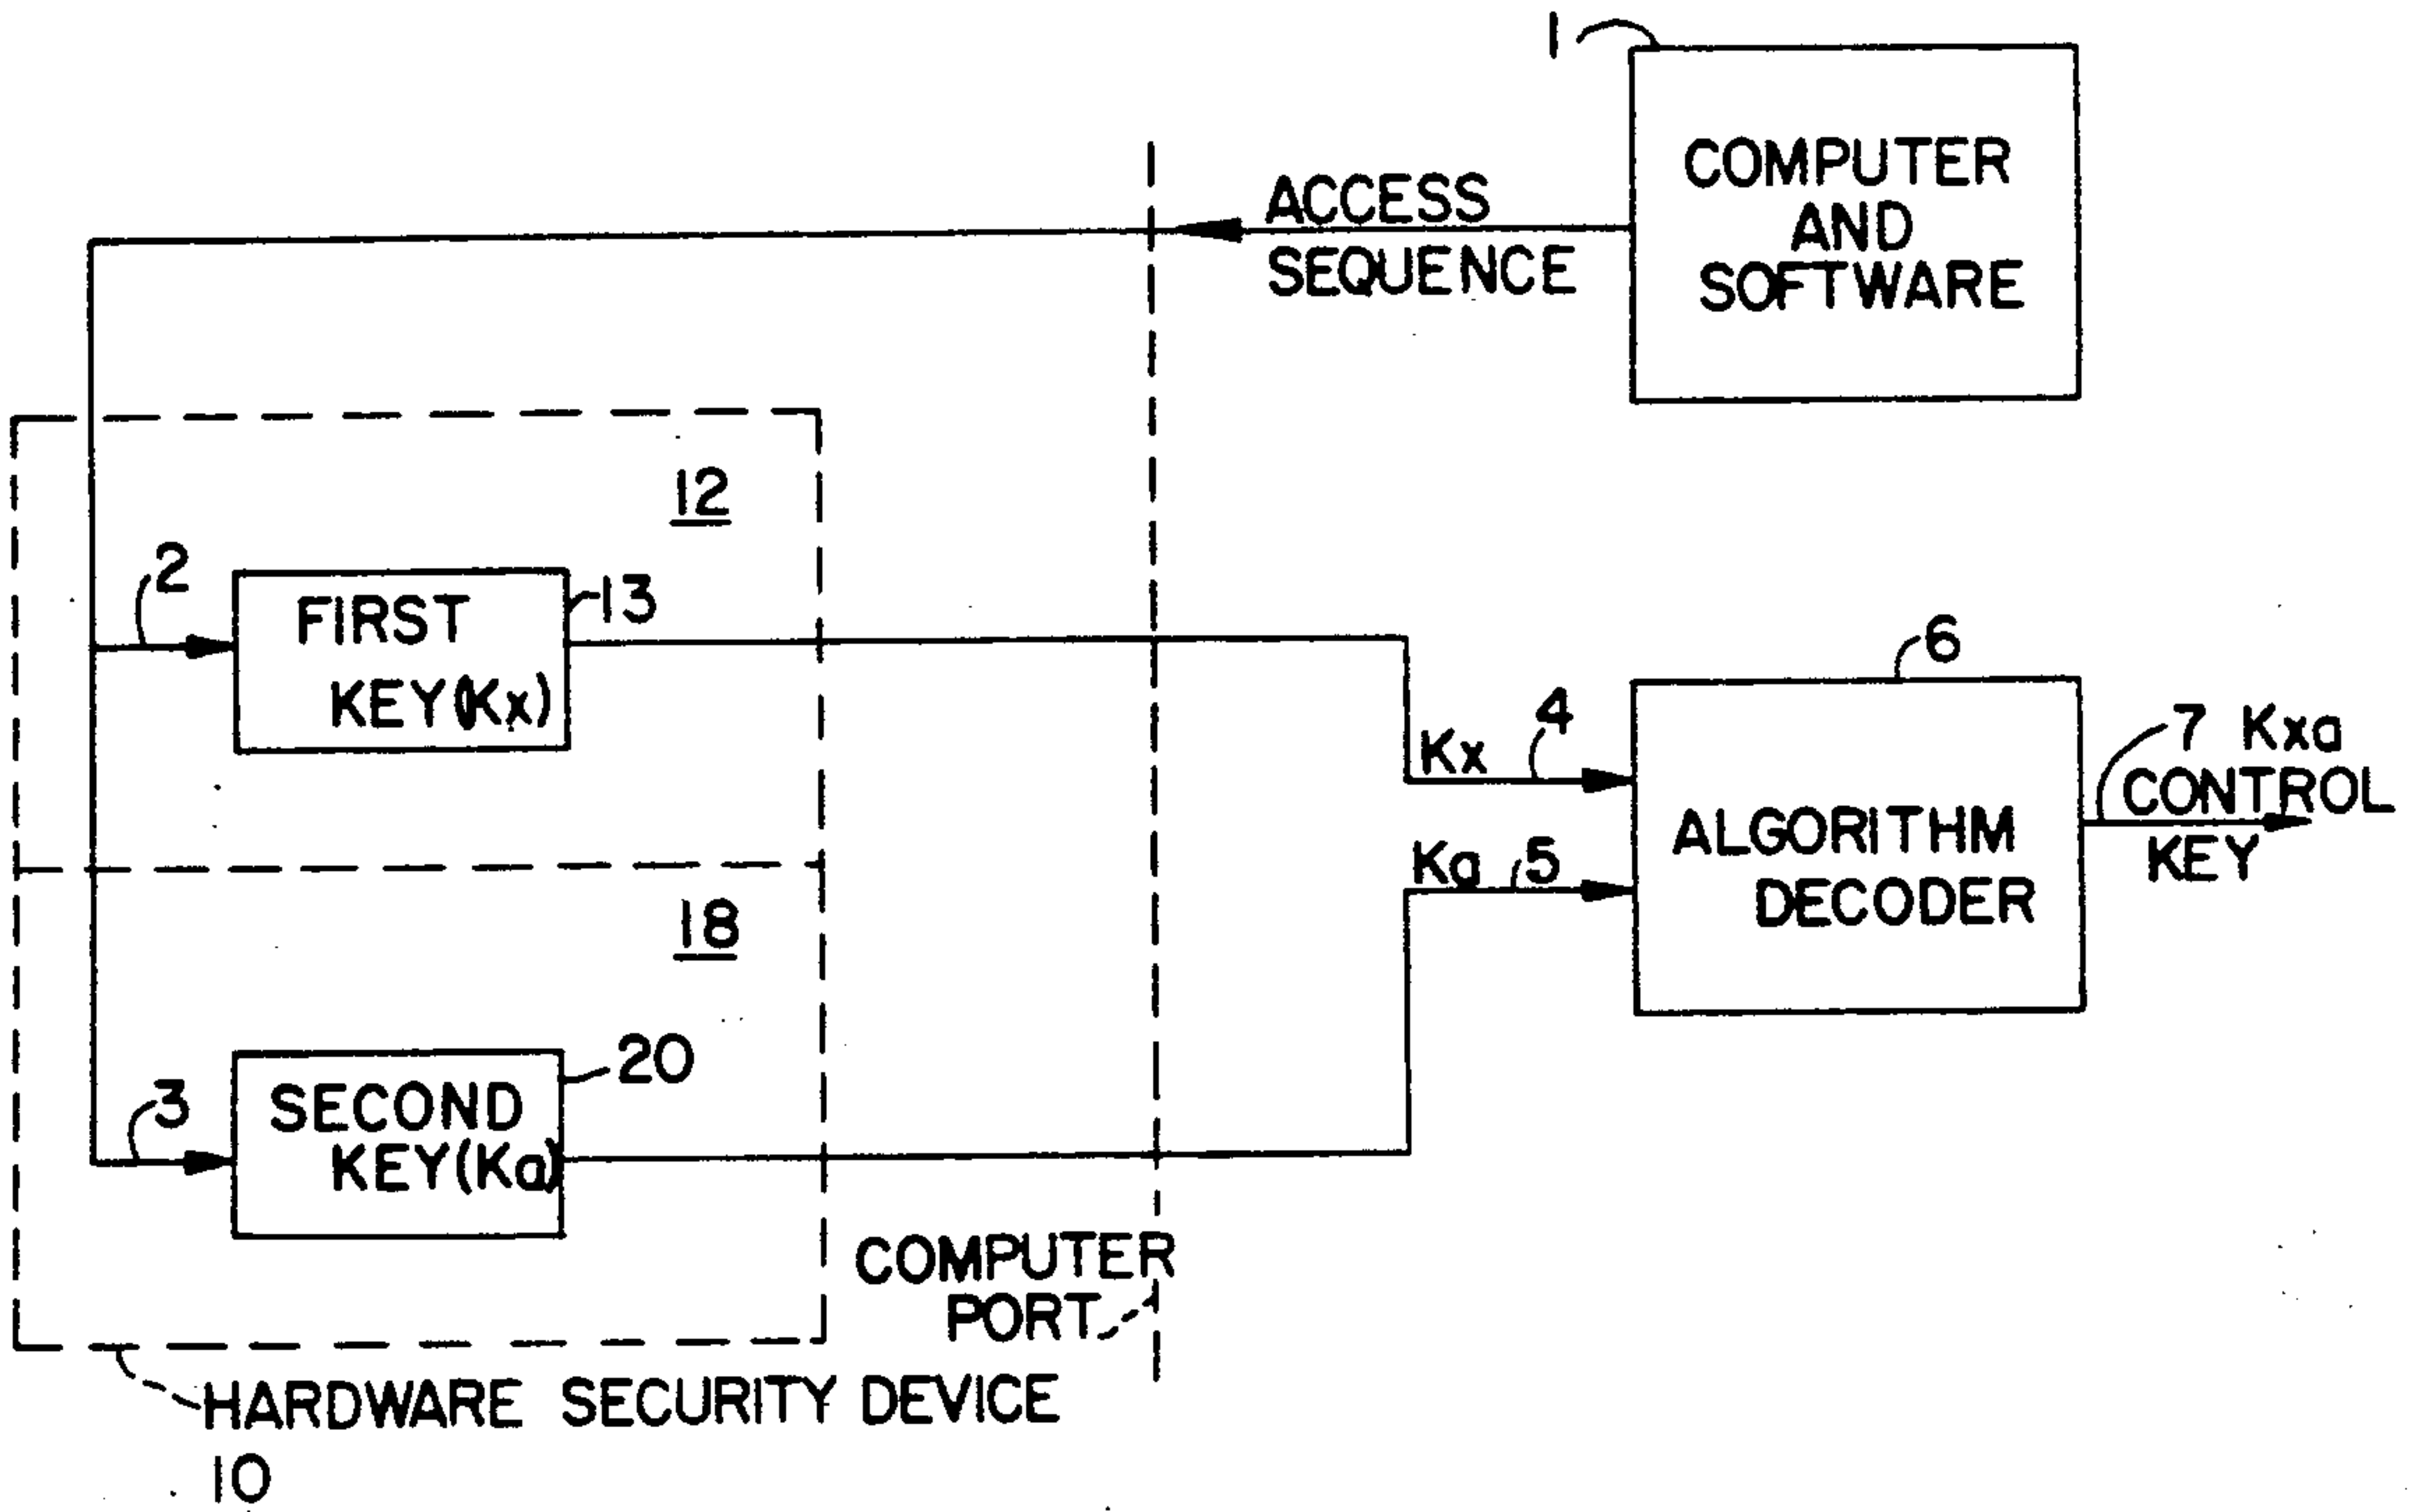 1
COMPUTER
AND
SOFTWARE
ACCESS
SEQUENCE
12
2
FIRST
KEY(Kx)
13
6
4
Kx
7 Kxa
CONTROL
KEY
ALGORITHM
DECODER
Ka 5
18
20
3
SECOND
KEY(Ka)
COMPUTER
PORT
HARDWARE SECURITY DEVICE
10